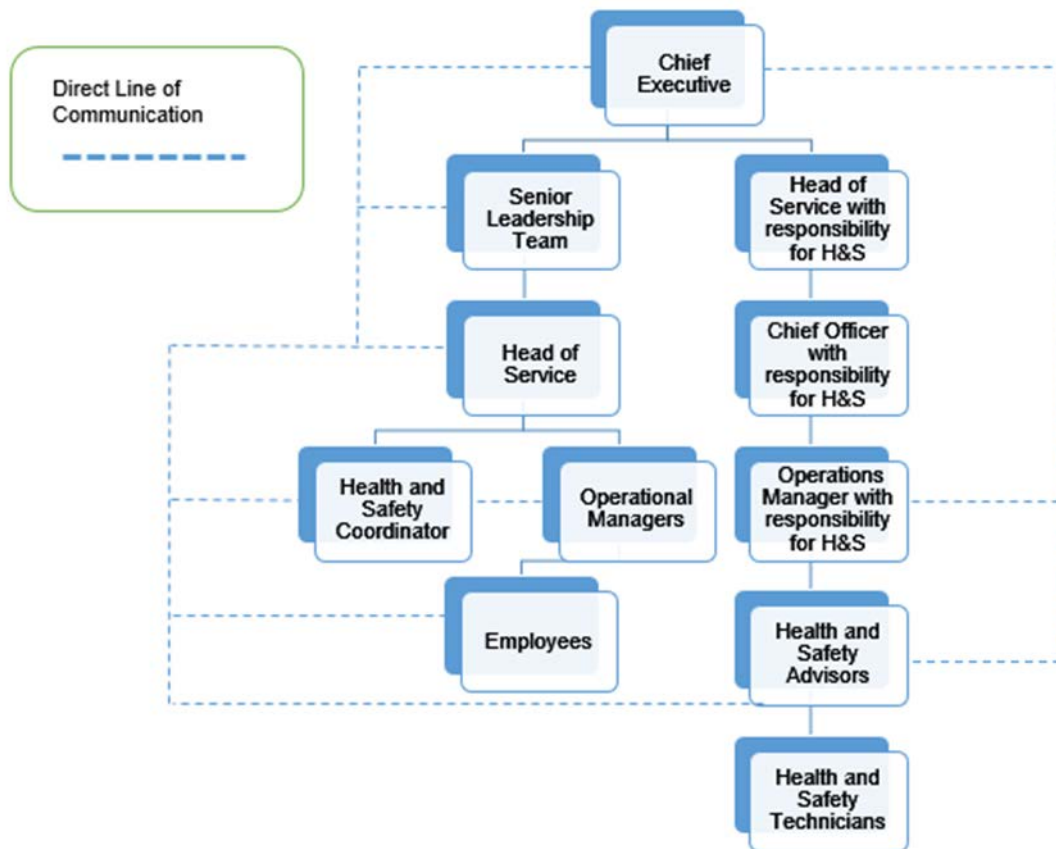 Direct Line of
Communication
Chief
Executive
Senior
Leadership
Team
Head of
Service with
responsibility
for H&S
Head of
Service
Chief Officer
with
responsibility
for H&S
Health and
Safety
Coordinator
Operational
Managers
Operations
Manager with
responsibility
for H&S
Employees
Health and
Safety
Advisors
Health and
Safety
Technicians